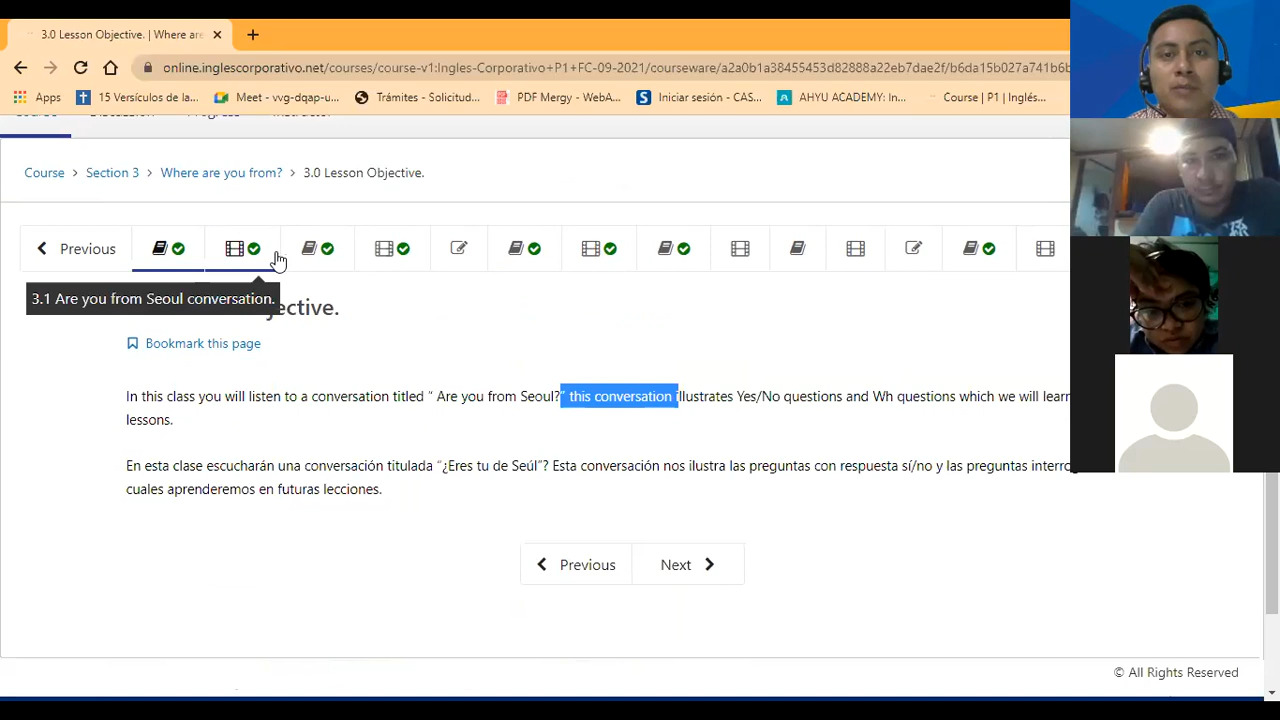 3.0 Lesson Objective. | Where are
online.inglescorporativo.net/courses/course-v1:Ingles-Corporativo+P1+FC-09-2021/courseware/a2a0b1a38455453d82888a22eb7dae2f/b6da15b027a741b6b
Apps 15 Versículos de la... Meet - vvg-dqap-u... Trámites - Solicitud... PDF Mergy - WebA... Iniciar sesión - CAS... AHYU ACADEMY: In... Course | P1 | Inglés...
Course > Section 3 > Where are you from? > 3.0 Lesson Objective.
Previous
3.1 Are you from Seoul conversation.
jective.
Bookmark this page
In this class you will listen to a conversation titled “ Are you from Seoul?” this conversation illustrates Yes/No questions and Wh questions which we will lear
lessons.
En esta clase escucharán una conversación titulada “¿Eres tu de Seúl”? Esta conversación nos ilustra las preguntas con respuesta sí/no y las preguntas interro
cuales aprenderemos en futuras lecciones.
Previous Next
© All Rights Reserved